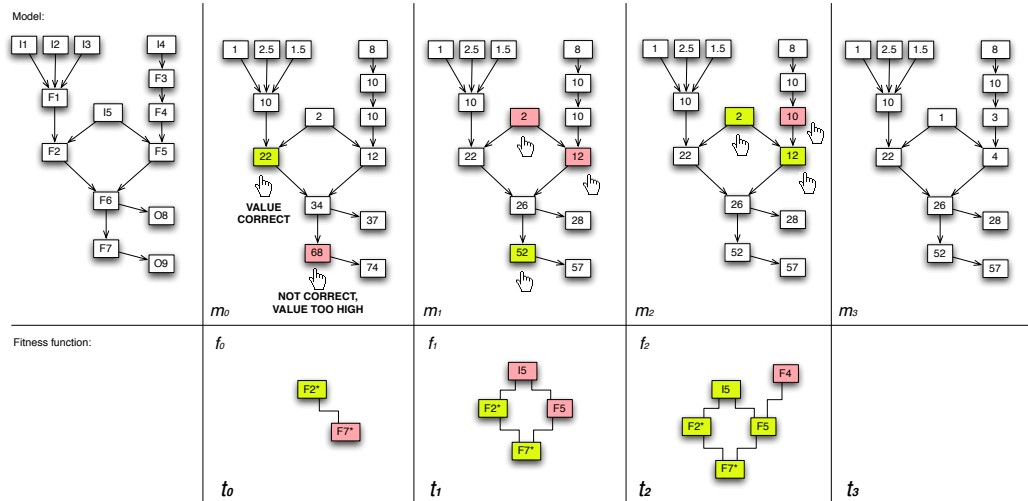 Model:
I1 I2 I3 I4
F3
F1
I5 F4
F2 F5
F6
O8
F7
O9
1 2.5 1.5 8
10
10
2 10
22 12
VALUE
CORRECT
34
37
68
74
NOT CORRECT,
VALUE TOO HIGH
m0
1 2.5 1.5 8
10
10
2 10
22 12
26
28
52
57
m1
1 2.5 1.5 8
10
10
2 10
22 12
26
28
52
57
m2
1 2.5 1.5 8
10
10
1 3
22 4
26
28
52
57
m3
Fitness function:
f0
F2*
F7*
t0
f1
I5
F2* F5
F7*
t1
f2
F4
I5
F2* F5
F7*
t2
t3